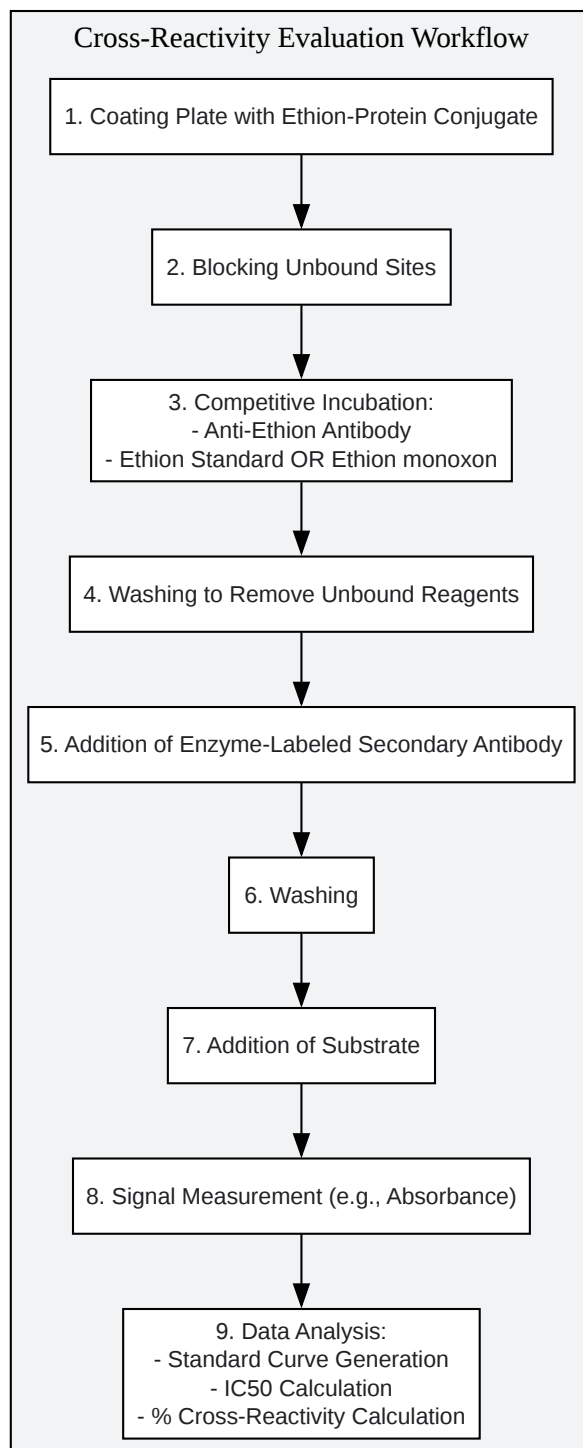 Cross-Reactivity Evaluation Workflow
1. Coating Plate with Ethion-Protein Conjugate
2. Blocking Unbound Sites
3. Competitive Incubation:
- Anti-Ethion Antibody
- Ethion Standard OR Ethion monoxon
4. Washing to Remove Unbound Reagents
5. Addition of Enzyme-Labeled Secondary Antibody
6. Washing
7. Addition of Substrate
8. Signal Measurement (e.g., Absorbance)
9. Data Analysis:
- Standard Curve Generation
- IC50 Calculation
- % Cross-Reactivity Calculation